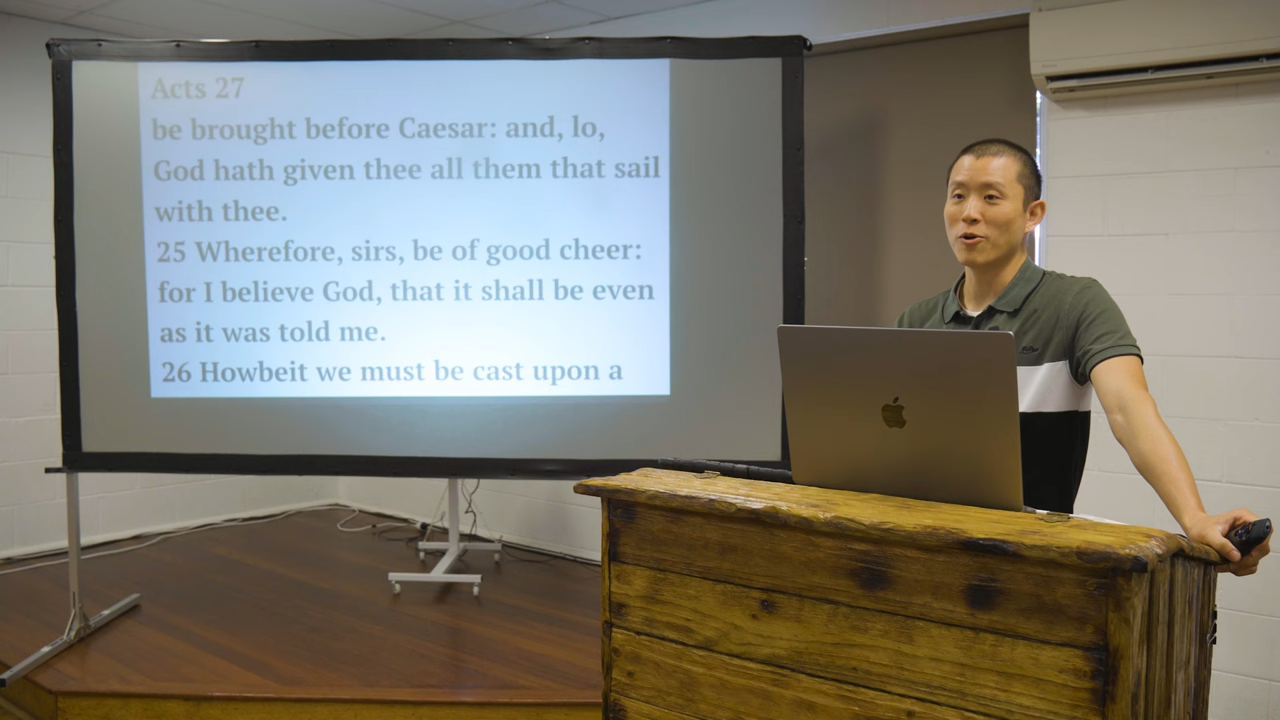 Acts 27
be brought before Caesar: and, lo,
God hath given thee all them that sail
with thee.
25 Wherefore, sirs, be of good cheer:
for I believe God, that it shall be even
as it was told me.
26 Howbeit we must be cast upon a